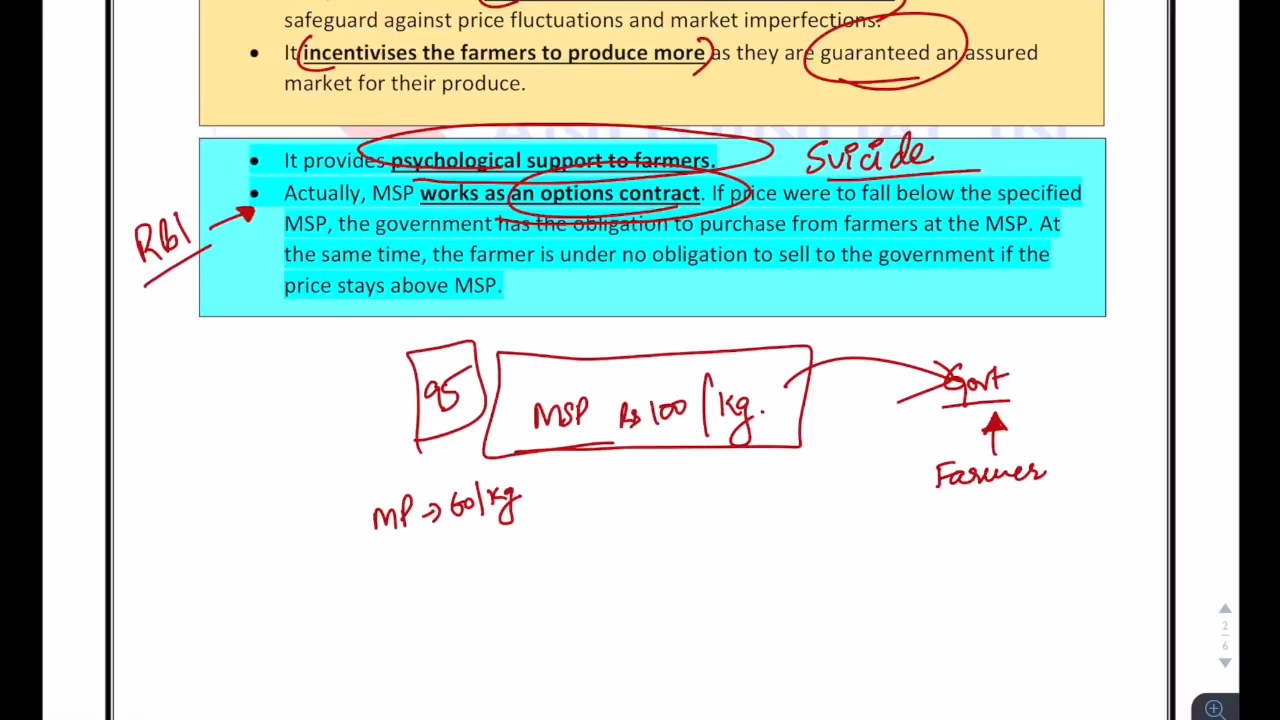 safeguard against price fluctuations and market imperfections.
• It incentivises the farmers to produce more as they are guaranteed an assured
market for their produce.
• It provides psychological support to farmers.
Suicide
• Actually, MSP works as an options contract. If price were to fall below the specified
MSP, the government has the obligation to purchase from farmers at the MSP. At
the same time, the farmer is under no obligation to sell to the government if the
price stays above MSP.
RBI
95
MSP Rs 100/kg.
Govt
Farmer
MP → 60/kg
2
6